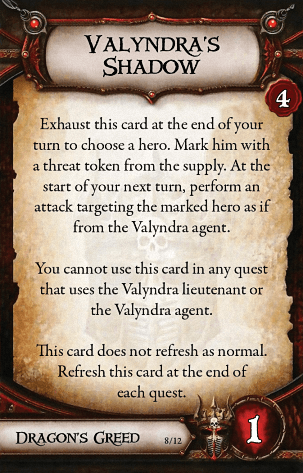 VALYNDRA'S
SHADOW
4
Exhaust this card at the end of your
turn to choose a hero. Mark him with
a threat token from the supply. At the
start of your next turn, perform an
attack targeting the marked hero as if
from the Valyndra agent.
You cannot use this card in any quest
that uses the Valyndra lieutenant or
the Valyndra agent.
This card does not refresh as normal.
Refresh this card at the end of
each quest.
DRAGON'S GREED 8/12 1